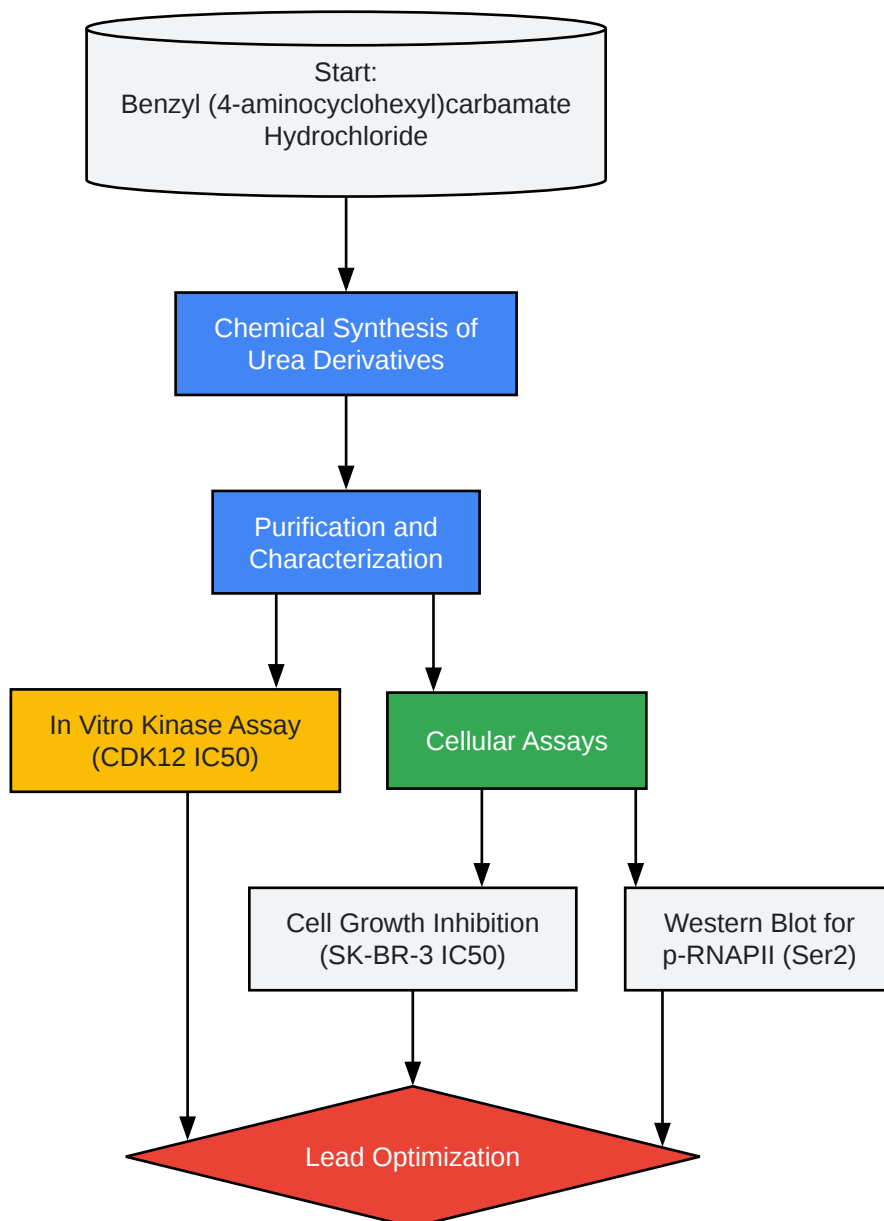 Start:
Benzyl (4-aminocyclohexyl)carbamate
Hydrochloride
Chemical Synthesis of
Urea Derivatives
Purification and
Characterization
In Vitro Kinase Assay
(CDK12 IC50)
Cellular Assays
Cell Growth Inhibition
(SK-BR-3 IC50)
Western Blot for
p-RNAPII (Ser2)
Lead Optimization